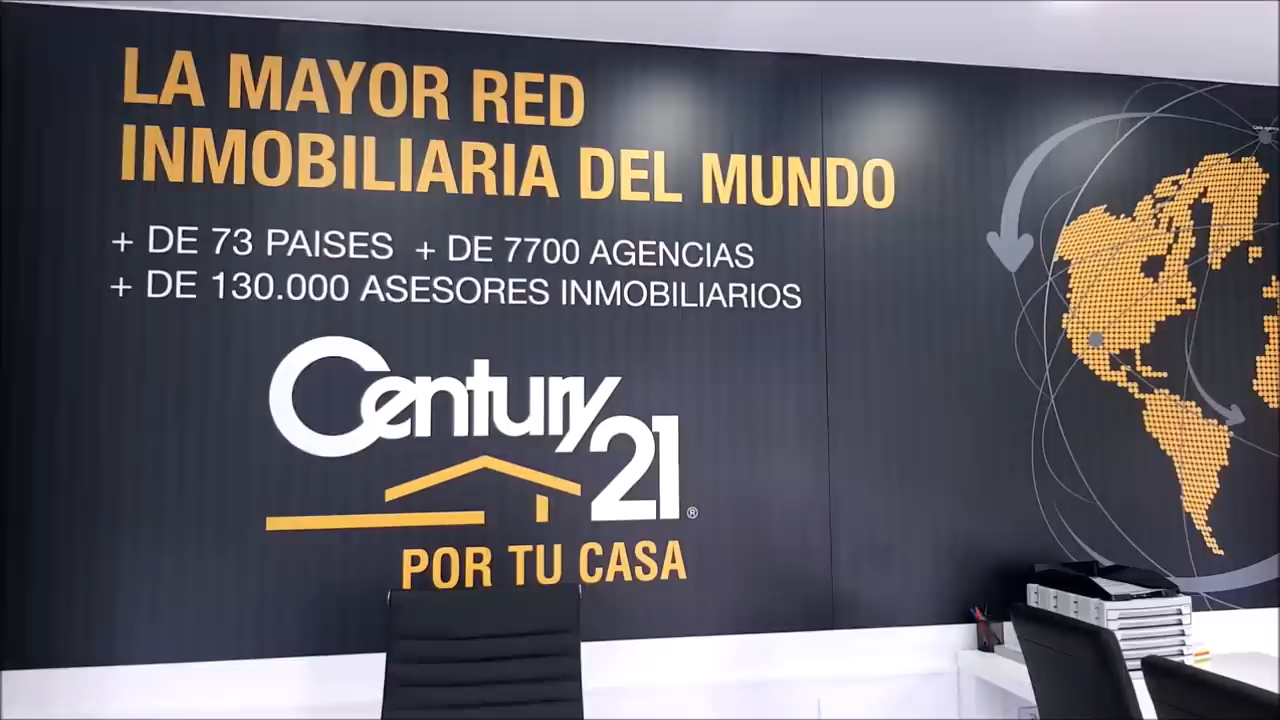 LA MAYOR RED
INMOBILIARIA DEL MUNDO
+ DE 73 PAISES + DE 7700 AGENCIAS
+ DE 130.000 ASESORES INMOBILIARIOS
Century
21®
POR TU CASA